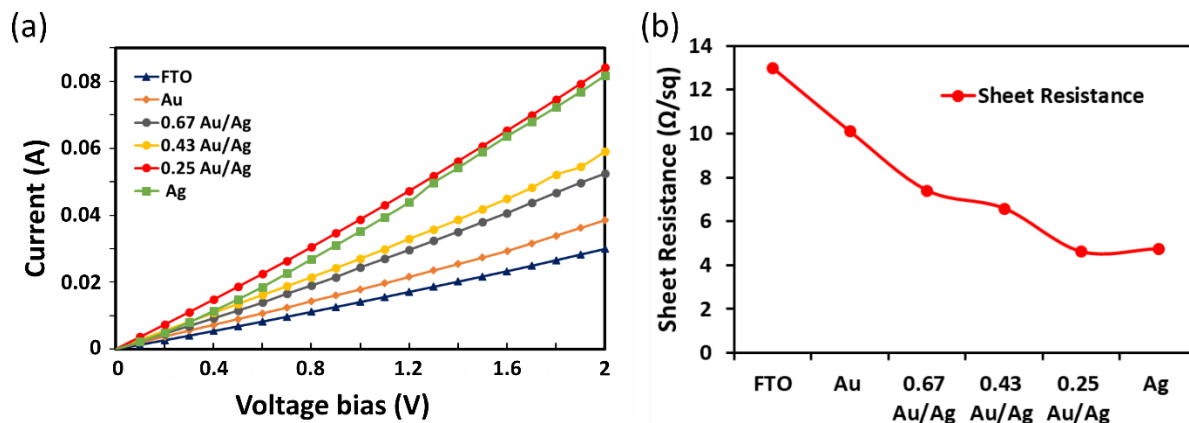 (a)
0.08
0.06
0.04
0.02
0
Current (A)
FTO
Au
0.67 Au/Ag
0.43 Au/Ag
0.25 Au/Ag
Ag
0 0.4 0.8 1.2 1.6 2
Voltage bias (V)
(b)
14
12
10
8
6
4
2
0
Sheet Resistance (Ω/sq)
Sheet Resistance
FTO Au 0.67 0.43 0.25 Ag
Au/Ag Au/Ag Au/Ag